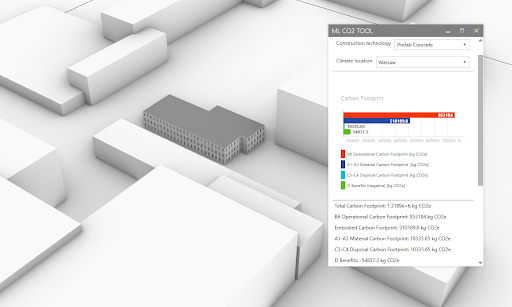 ML CO2 TOOL
Construction technology Prefab Concrete
Climate location Warsaw
Carbon Footprint
853184
510189.8
10335.65
54837.3
B6 Operational Carbon Footprint [kg CO2e]
A1-A3 Material Carbon Footprint [kg CO2e]
C3-C4 Disposal Carbon Footprint [kg CO2e]
D Benefits (negative) [kg CO2e]
Total Carbon Footprint: 1.3189e+6 kg CO2e
B6 Operational Carbon Footprint: 853184 kg CO2e
Embodied Carbon Footprint: 510189.8 kg CO2e
A1-A3 Material Carbon Footprint: 10335.65 kg CO2e
C3-C4 Disposal Carbon Footprint: 10335.65 kg CO2e
D Benefits: -54837.3 kg CO2e